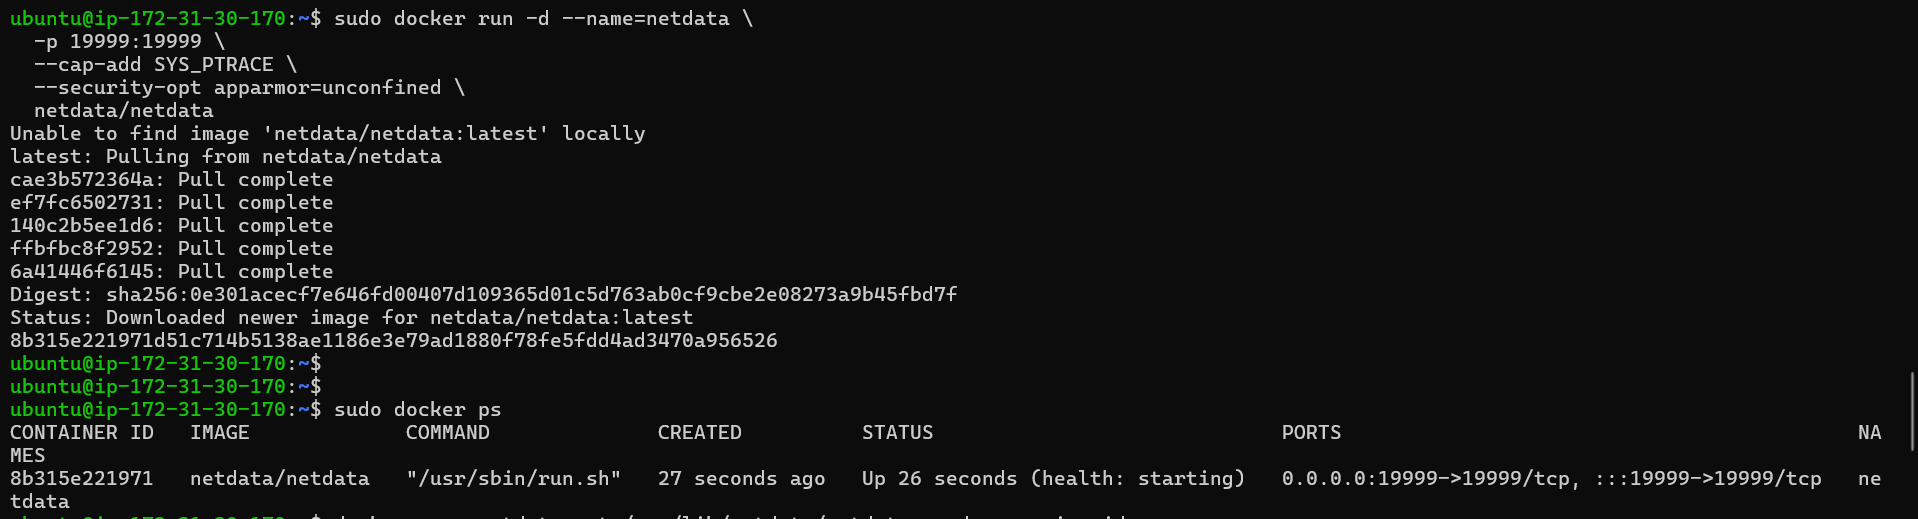 ubuntu@ip-172-31-30-170:~$ sudo docker run -d --name=netdata \
  -p 19999:19999 \
  --cap-add SYS_PTRACE \
  --security-opt apparmor=unconfined \
  netdata/netdata
Unable to find image 'netdata/netdata:latest' locally
latest: Pulling from netdata/netdata
cae3b572364a: Pull complete
ef7fc6502731: Pull complete
140c2b5ee1d6: Pull complete
ffbfbc8f2952: Pull complete
6a41446f6145: Pull complete
Digest: sha256:0e301acecf7e646fd00407d109365d01c5d763ab0cf9cbe2e08273a9b45fbd7f
Status: Downloaded newer image for netdata/netdata:latest
8b315e221971d51c714b5138ae1186e3e79ad1880f78fe5fdd4ad3470a956526
ubuntu@ip-172-31-30-170:~$
ubuntu@ip-172-31-30-170:~$
ubuntu@ip-172-31-30-170:~$ sudo docker ps
CONTAINER ID   IMAGE             COMMAND              CREATED          STATUS                             PORTS                                           NA
MES
8b315e221971   netdata/netdata   "/usr/sbin/run.sh"   27 seconds ago   Up 26 seconds (health: starting)   0.0.0.0:19999->19999/tcp, :::19999->19999/tcp   ne
tdata